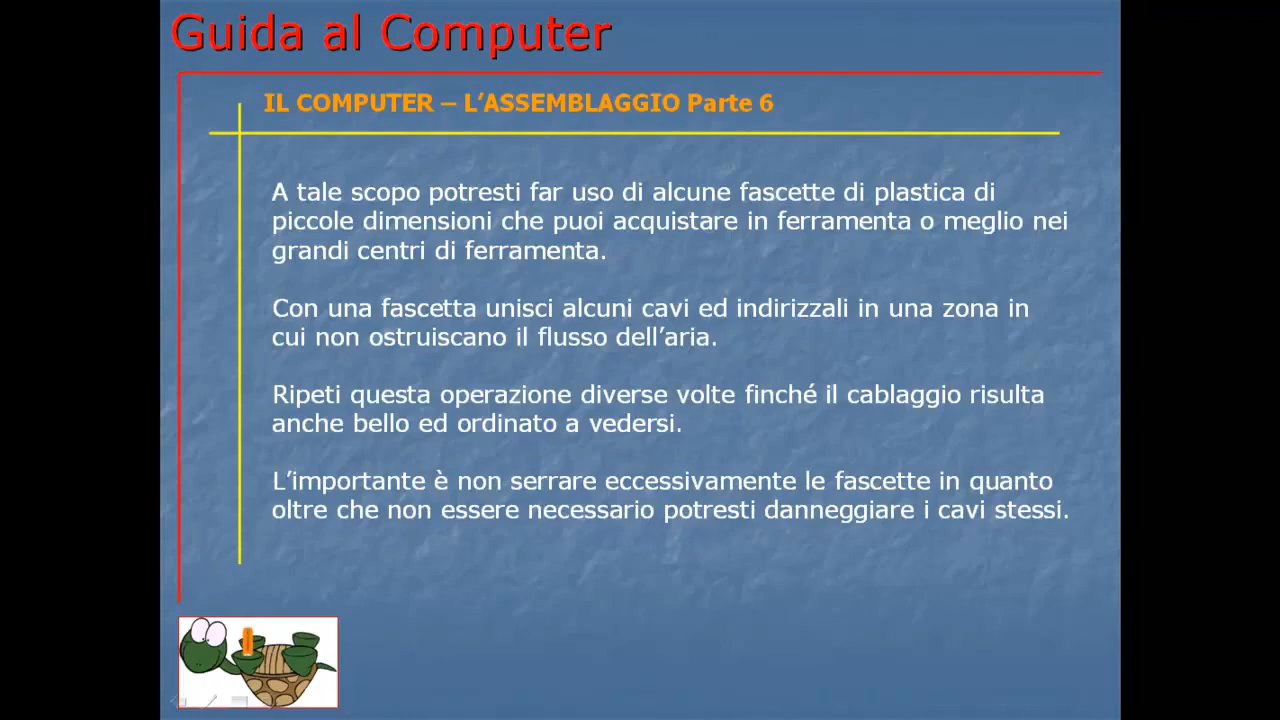 Guida al Computer
IL COMPUTER – L’ASSEMBLAGGIO Parte 6
A tale scopo potresti far uso di alcune fascette di plastica di
piccole dimensioni che puoi acquistare in ferramenta o meglio nei
grandi centri di ferramenta.
Con una fascetta unisci alcuni cavi ed indirizzali in una zona in
cui non ostruiscano il flusso dell’aria.
Ripeti questa operazione diverse volte finché il cablaggio risulta
anche bello ed ordinato a vedersi.
L’importante è non serrare eccessivamente le fascette in quanto
oltre che non essere necessario potresti danneggiare i cavi stessi.